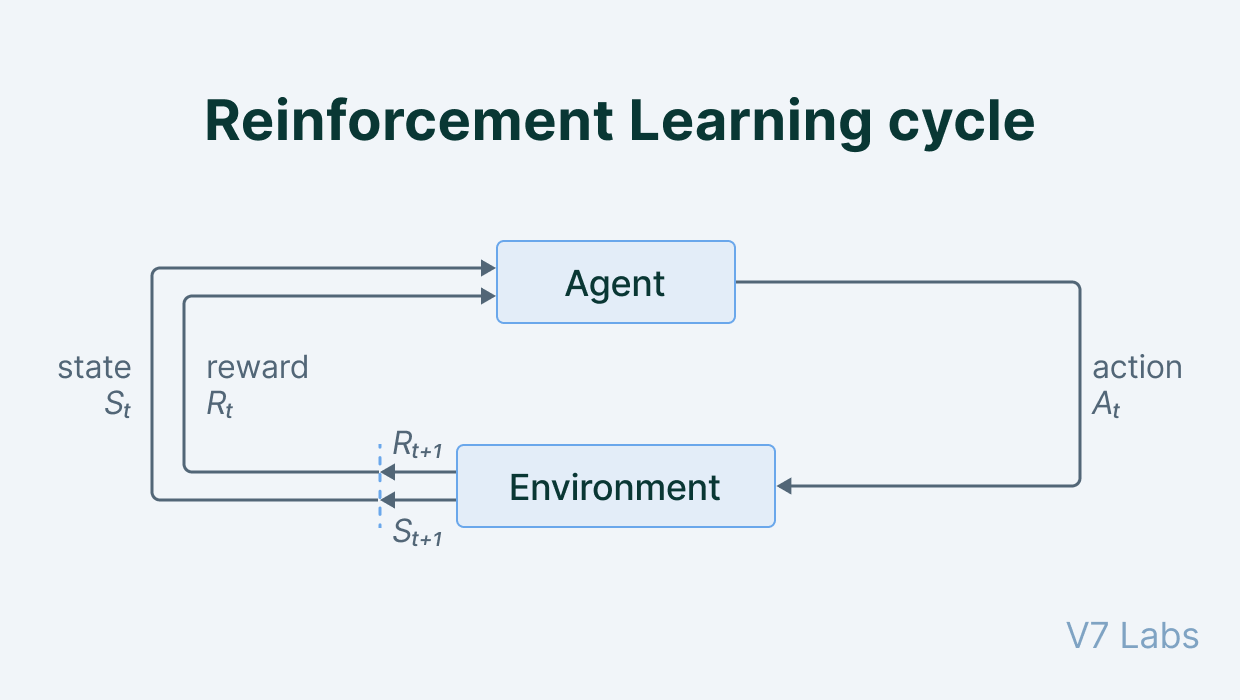 Reinforcement Learning cycle
Agent
state
Sₜ
reward
Rₜ
action
Aₜ
Rₜ₊₁
Environment
Sₜ₊₁
V7 Labs